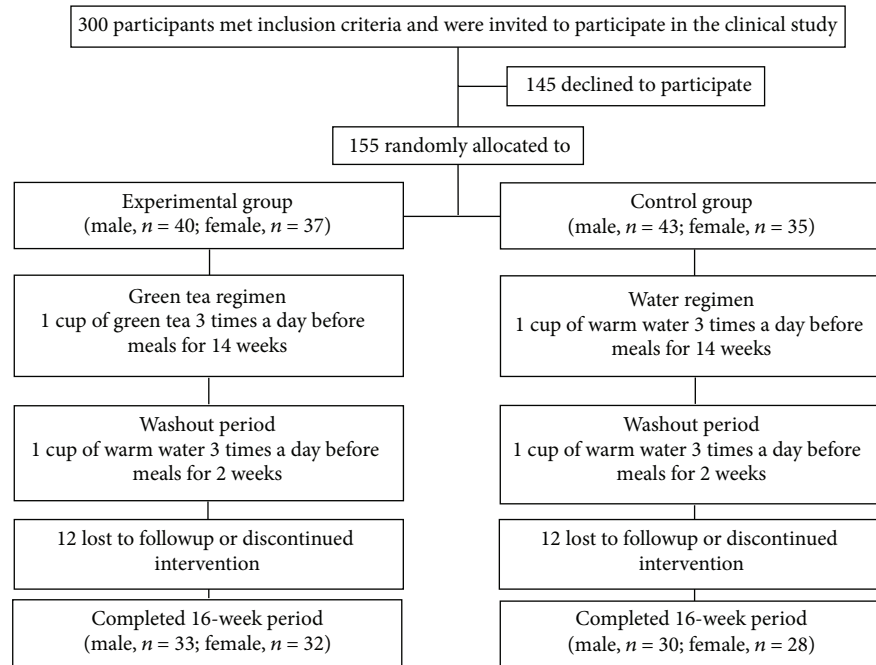 300 participants met inclusion criteria and were invited to participate in the clinical study
145 declined to participate
155 randomly allocated to
Experimental group
(male, n = 40; female, n = 37)
Control group
(male, n = 43; female, n = 35)
Green tea regimen
1 cup of green tea 3 times a day before
meals for 14 weeks
Water regimen
1 cup of warm water 3 times a day before
meals for 14 weeks
Washout period
1 cup of warm water 3 times a day before
meals for 2 weeks
Washout period
1 cup of warm water 3 times a day before
meals for 2 weeks
12 lost to followup or discontinued
intervention
12 lost to followup or discontinued
intervention
Completed 16-week period
(male, n = 33; female, n = 32)
Completed 16-week period
(male, n = 30; female, n = 28)